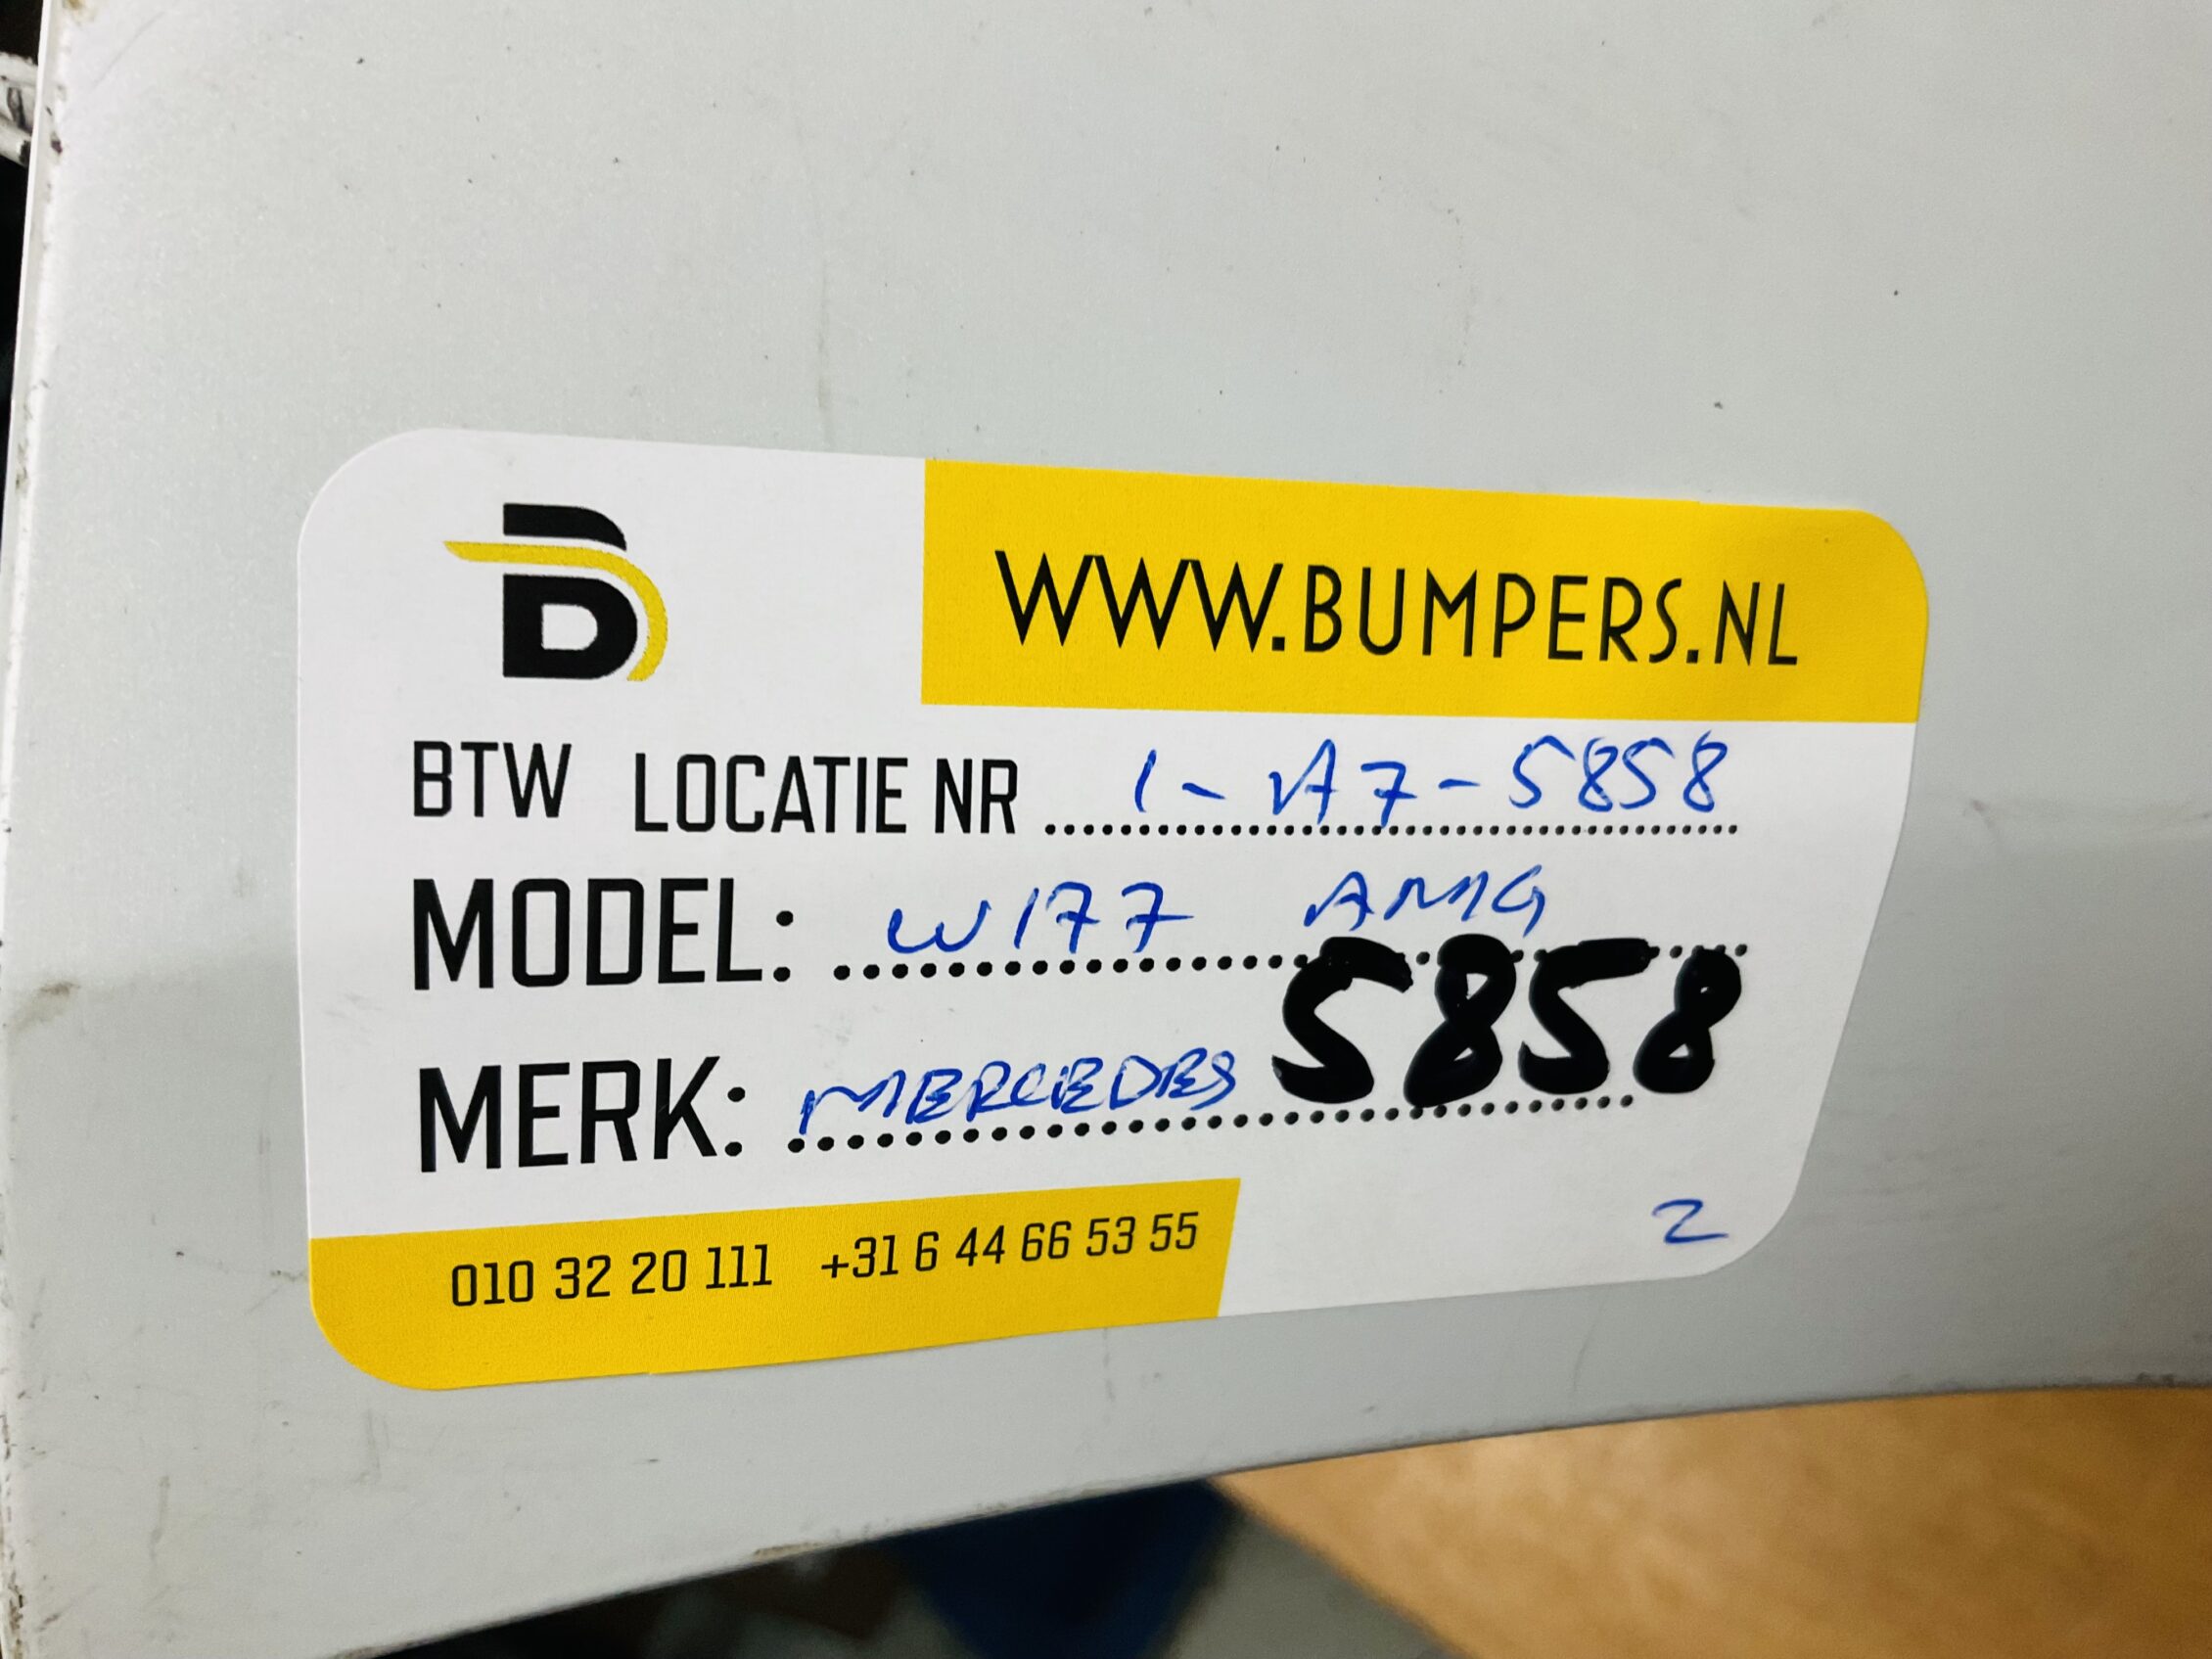 B
WWW.BUMPERS.NL
BTW LOCATIE NR 1-A7-5858
MODEL: W177 AMG
5858
MERK: MERCEDES
2
010 32 20 111 +31 6 44 66 53 55